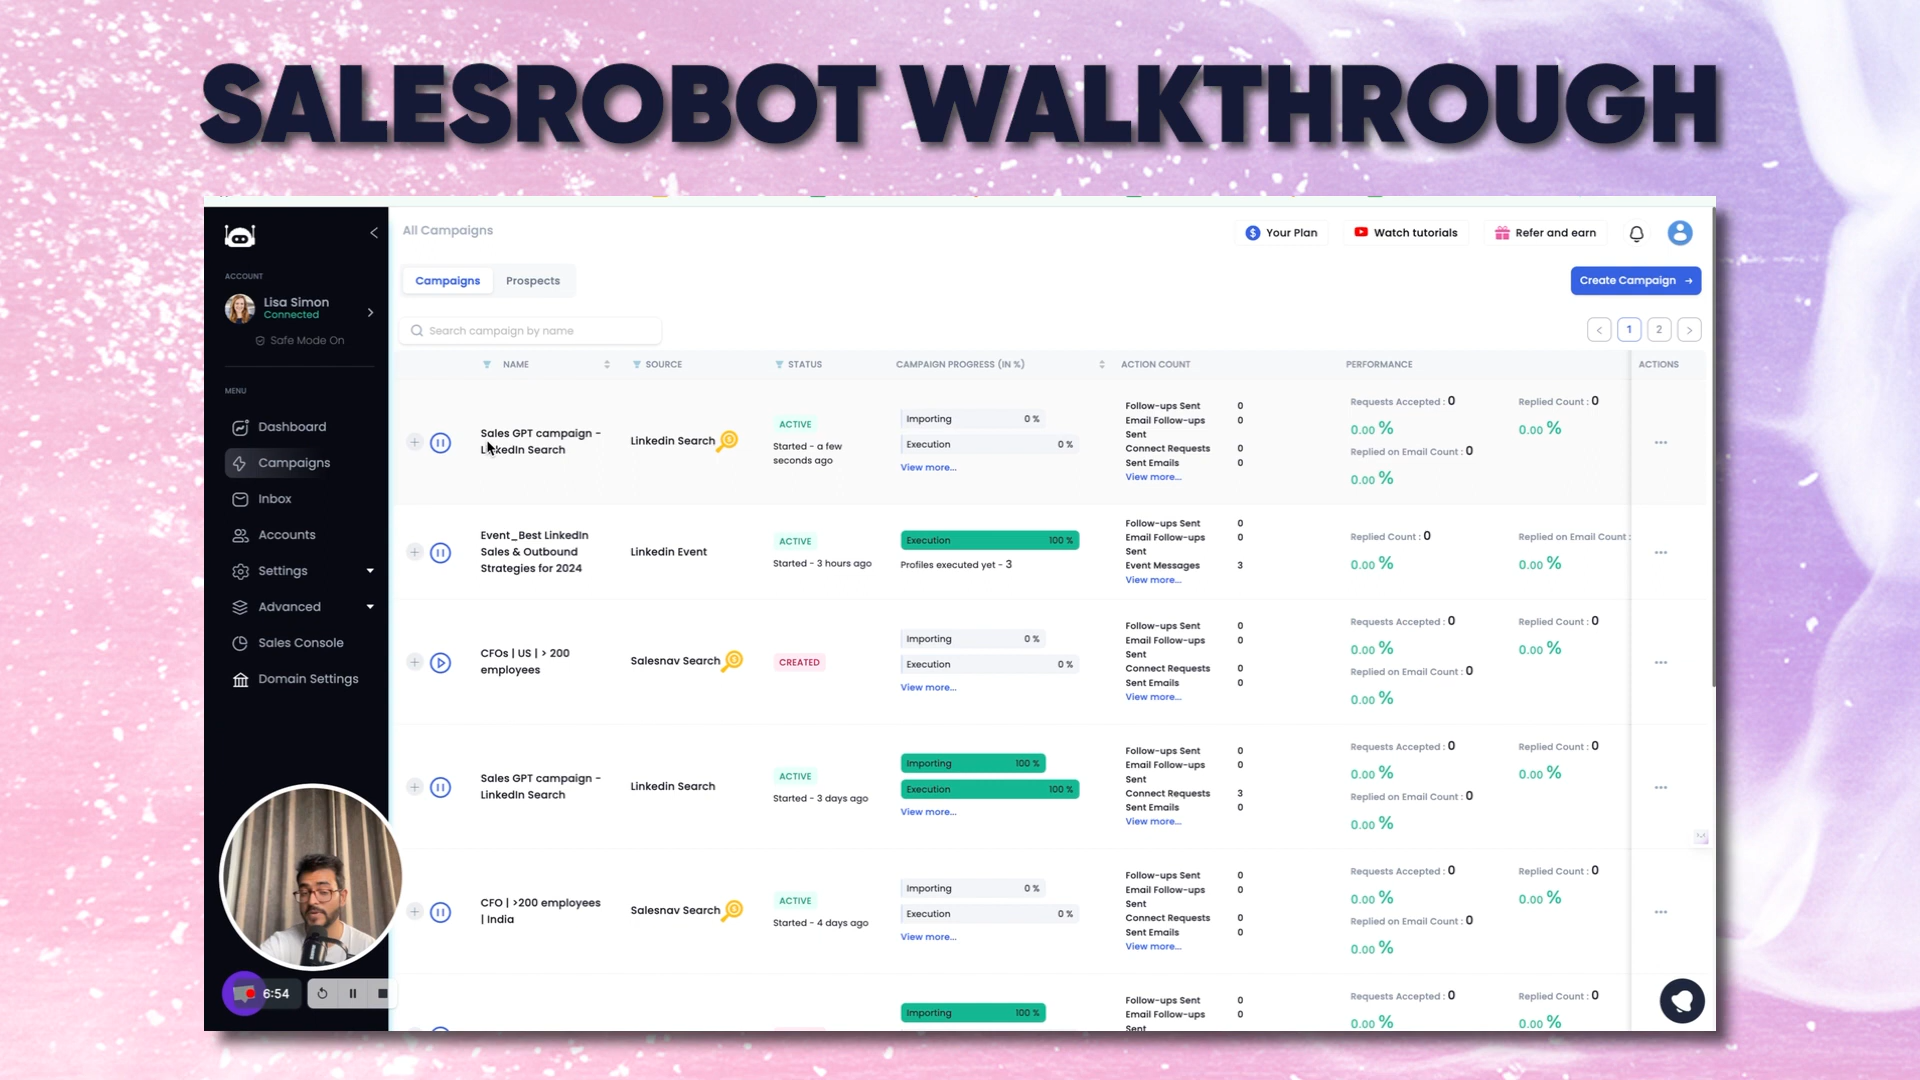 SALESROBOT WALKTHROUGH
All Campaigns
Your Plan
Watch tutorials
Refer and earn
ACCOUNT
Lisa Simon
Connected
Safe Mode On
MENU
Dashboard
Campaigns
Inbox
Accounts
Settings
Advanced
Sales Console
Domain Settings
6:54
Campaigns
Prospects
Create Campaign →
Search campaign by name
< 1 2 >
NAME SOURCE STATUS CAMPAIGN PROGRESS (IN %) ACTION COUNT PERFORMANCE ACTIONS
Sales GPT campaign -
LinkedIn Search
Linkedin Search
ACTIVE
Started - a few
seconds ago
Importing 0 %
Execution 0 %
View more...
Follow-ups Sent 0
Email Follow-ups 0
Sent
Connect Requests 0
Sent Emails 0
View more...
Requests Accepted : 0
0.00 %
Replied Count : 0
0.00 %
Replied on Email Count : 0
0.00 %
Event_Best LinkedIn
Sales & Outbound
Strategies for 2024
Linkedin Event
ACTIVE
Started - 3 hours ago
Execution 100 %
Profiles executed yet - 3
Follow-ups Sent 0
Email Follow-ups 0
Sent
Event Messages 3
View more...
Replied Count : 0
0.00 %
Replied on Email Count :
0.00 %
CFOs | US | > 200
employees
Salesnav Search
CREATED
Importing 0 %
Execution 0 %
View more...
Follow-ups Sent 0
Email Follow-ups 0
Sent
Connect Requests 0
Sent Emails 0
View more...
Requests Accepted : 0
0.00 %
Replied Count : 0
0.00 %
Replied on Email Count : 0
0.00 %
Sales GPT campaign -
LinkedIn Search
Linkedin Search
ACTIVE
Started - 3 days ago
Importing 100 %
Execution 100 %
View more...
Follow-ups Sent 0
Email Follow-ups 0
Sent
Connect Requests 3
Sent Emails 0
View more...
Requests Accepted : 0
0.00 %
Replied Count : 0
0.00 %
Replied on Email Count : 0
0.00 %
CFO | >200 employees
| India
Salesnav Search
ACTIVE
Started - 4 days ago
Importing 0 %
Execution 0 %
View more...
Follow-ups Sent 0
Email Follow-ups 0
Sent
Connect Requests 0
Sent Emails 0
View more...
Requests Accepted : 0
0.00 %
Replied Count : 0
0.00 %
Replied on Email Count : 0
0.00 %
Importing 100 %
Follow-ups Sent 0
Email Follow-ups 0
Sent
Requests Accepted : 0
0.00 %
Replied Count : 0
0.00 %